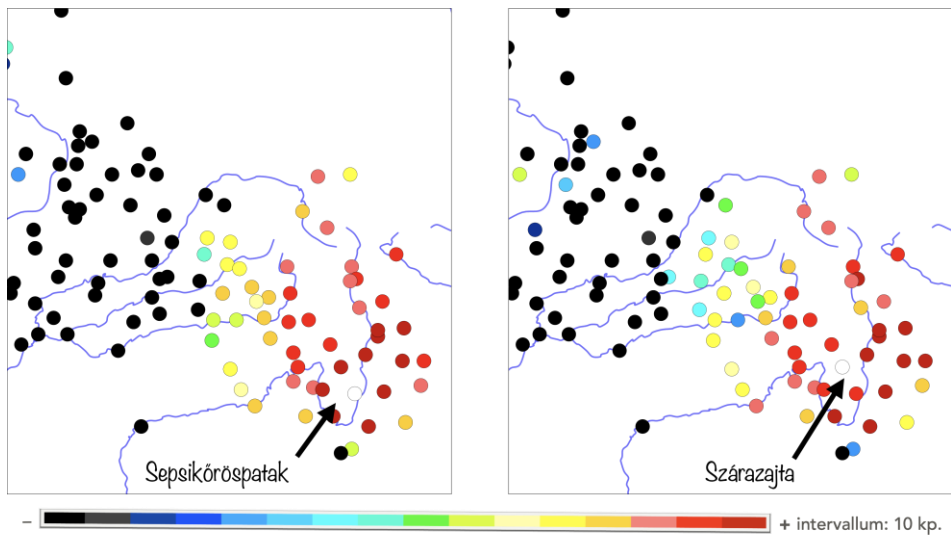 Sepsikőröspatak
Szárazajta
– + intervallum: 10 kp.